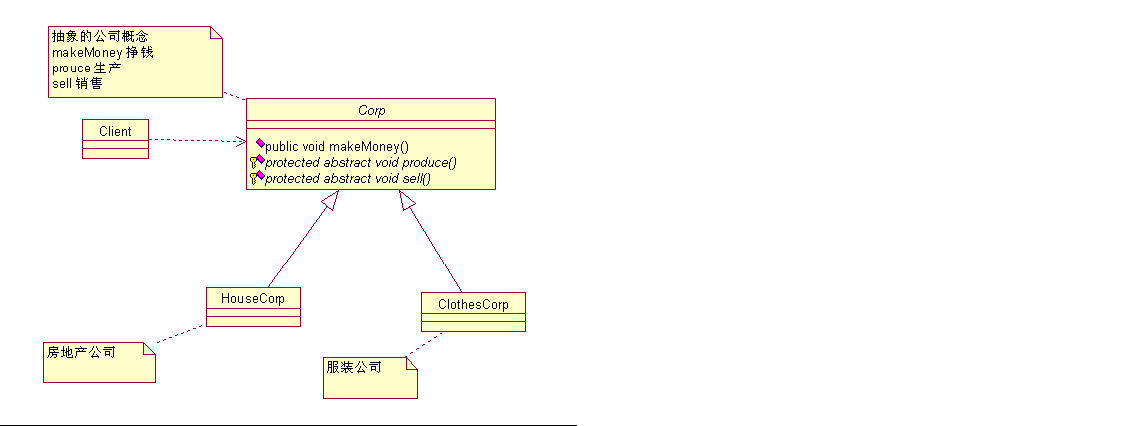 抽象的公司概念
makeMoney 挣钱
prouce 生产
sell 销售
Corp
Client
public void makeMoney()
protected abstract void produce()
protected abstract void sell()
HouseCorp
ClothesCorp
房地产公司
服装公司